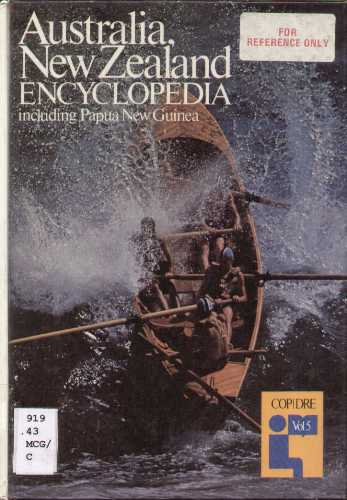 Australia,
New Zealand
ENCYCLOPEDIA
including Papua New Guinea
FOR
REFERENCE ONLY
COP|DRE
Vol 5
919
.43
MCG/
C